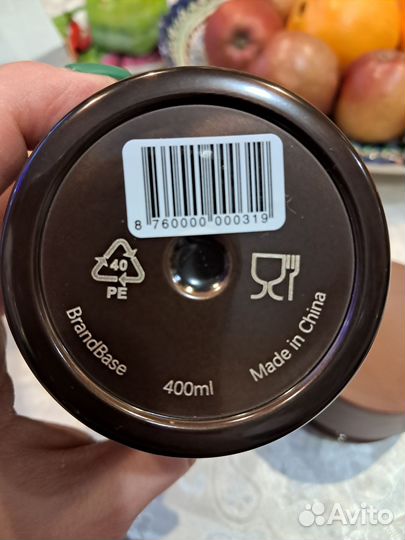 8 760000 000319
40
PE
BrandBase
400ml
Made in China
Avito